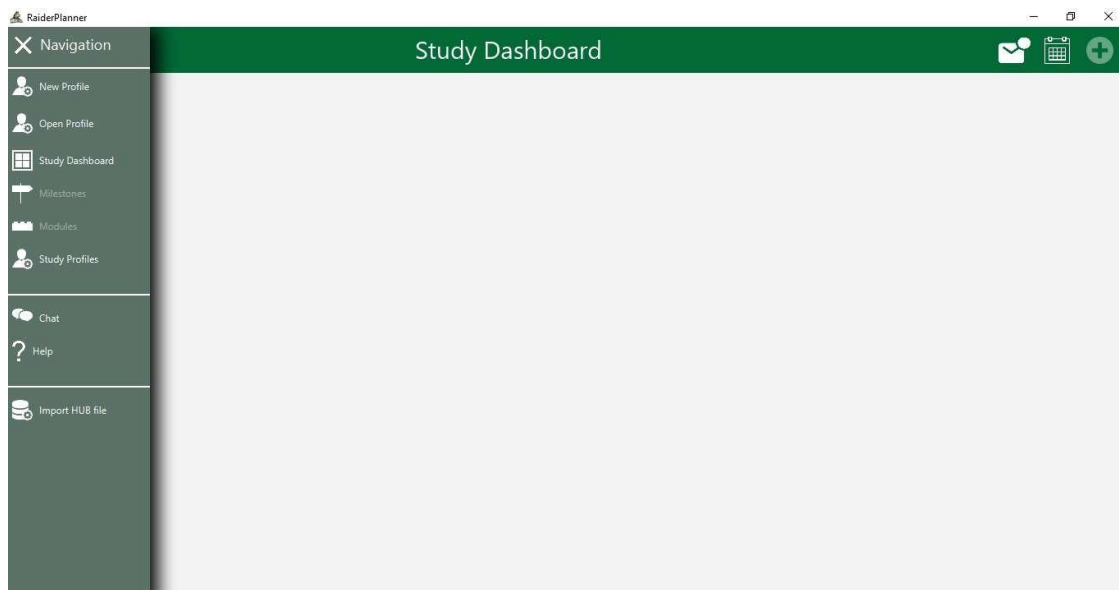 RaiderPlanner
Navigation
Study Dashboard
New Profile
Open Profile
Study Dashboard
Milestones
Modules
Study Profiles
Chat
Help
Import HUB file